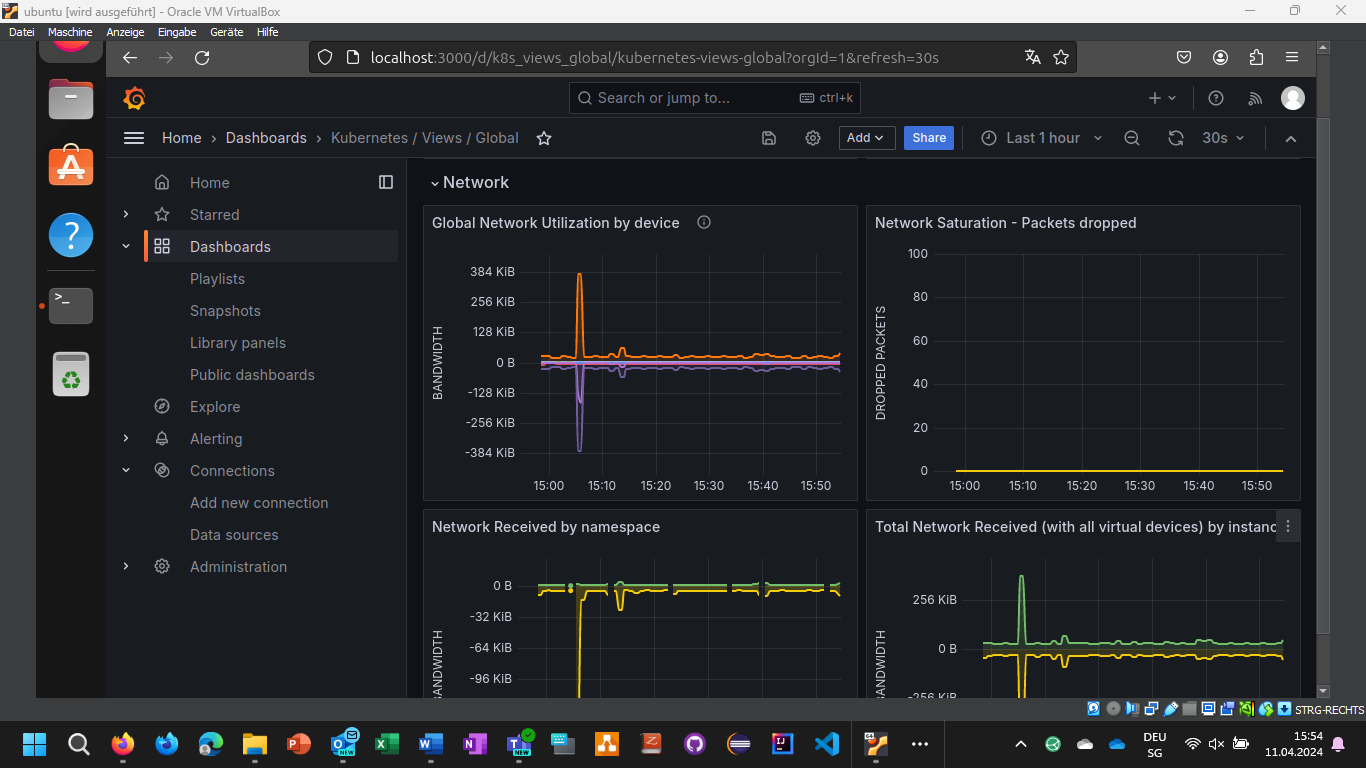 ubuntu [wird ausgeführt] - Oracle VM VirtualBox
Datei Maschine Anzeige Eingabe Geräte Hilfe
localhost:3000/d/k8s_views_global/kubernetes-views-global?orgId=1&refresh=30s
Search or jump to... ctrl+k
Home › Dashboards › Kubernetes / Views / Global
Add Share Last 1 hour 30s
Home
Starred
Dashboards
Playlists
Snapshots
Library panels
Public dashboards
Explore
Alerting
Connections
Add new connection
Data sources
Administration
Network
Global Network Utilization by device
BANDWIDTH
384 KiB
256 KiB
128 KiB
0 B
-128 KiB
-256 KiB
-384 KiB
15:00 15:10 15:20 15:30 15:40 15:50
Network Saturation - Packets dropped
DROPPED PACKETS
100
80
60
40
20
0
15:00 15:10 15:20 15:30 15:40 15:50
Network Received by namespace
BANDWIDTH
0 B
-32 KiB
-64 KiB
-96 KiB
Total Network Received (with all virtual devices) by instanc
BANDWIDTH
256 KiB
0 B
-256 KiB
STRG-RECHTS
NEW
NEW
DEU
SG
15:54
11.04.2024